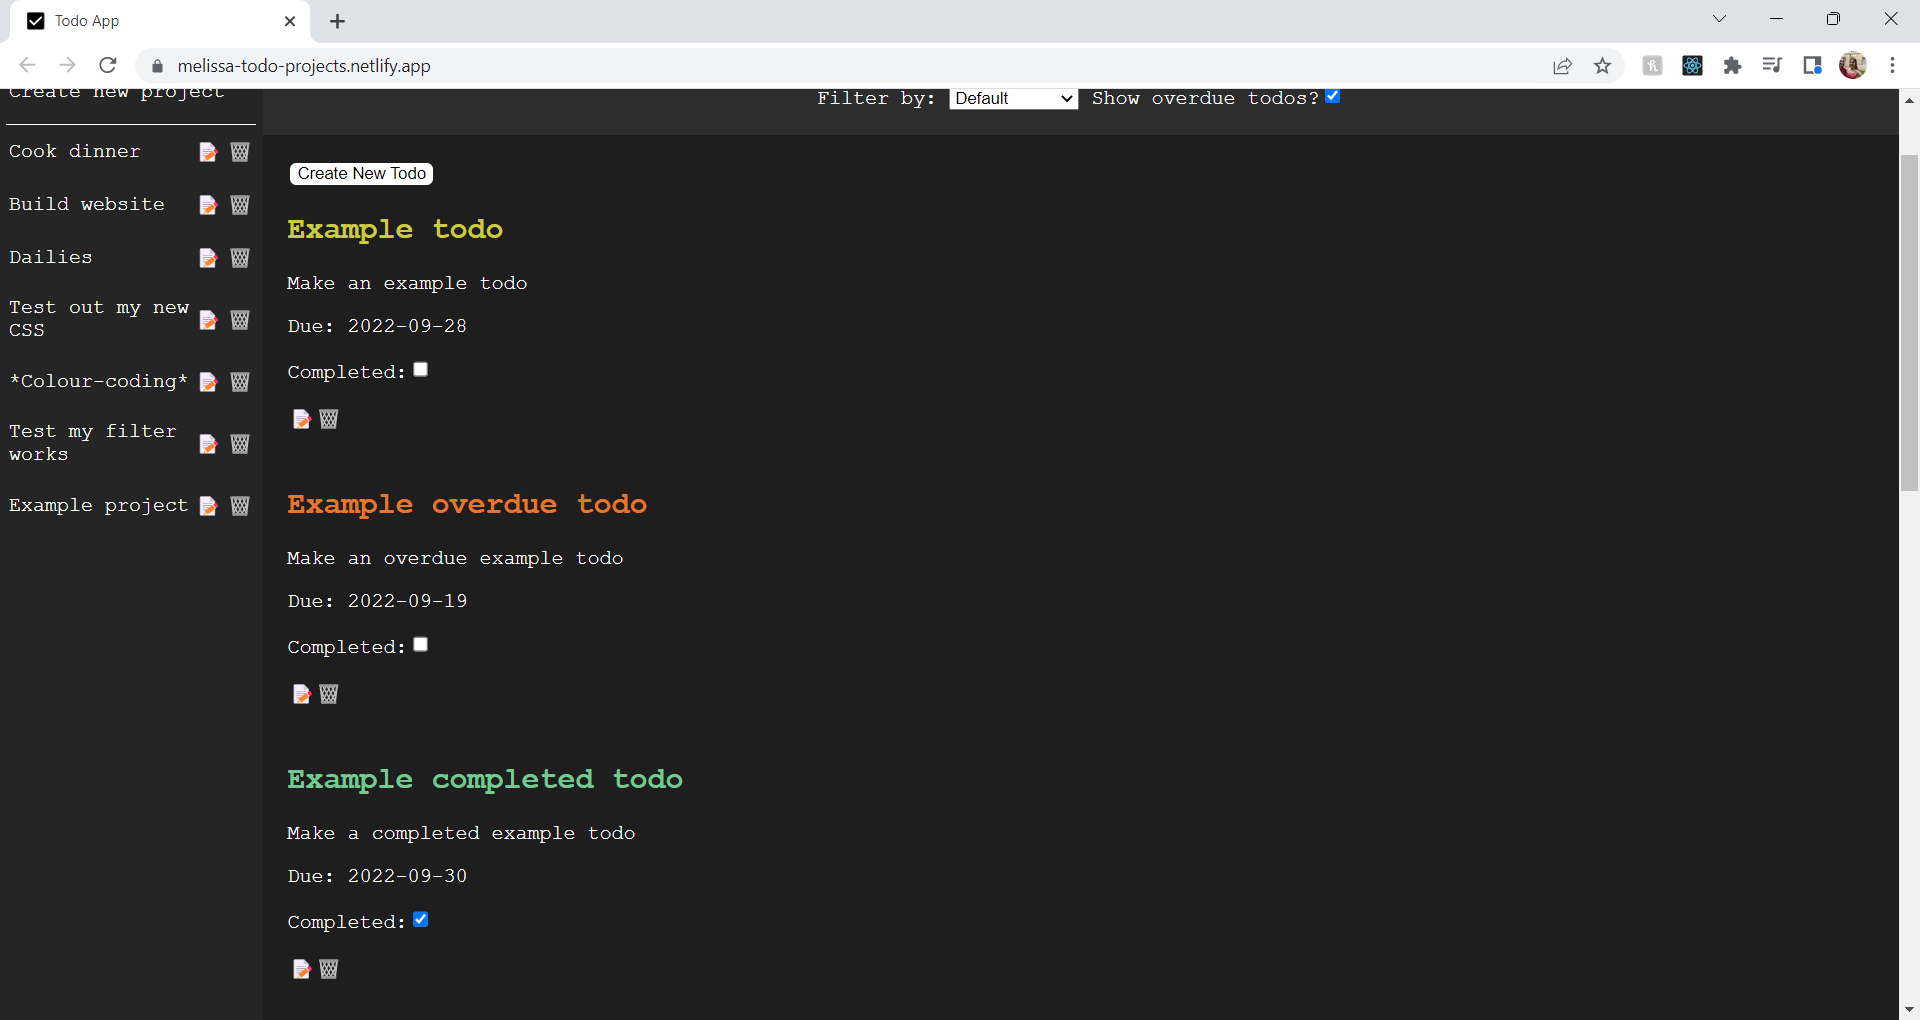 Todo App
melissa-todo-projects.netlify.app
Create new project
Filter by: Default Show overdue todos?
Cook dinner
Build website
Dailies
Test out my new
CSS
*Colour-coding*
Test my filter
works
Example project
Create New Todo
Example todo
Make an example todo
Due: 2022-09-28
Completed:
Example overdue todo
Make an overdue example todo
Due: 2022-09-19
Completed:
Example completed todo
Make a completed example todo
Due: 2022-09-30
Completed: